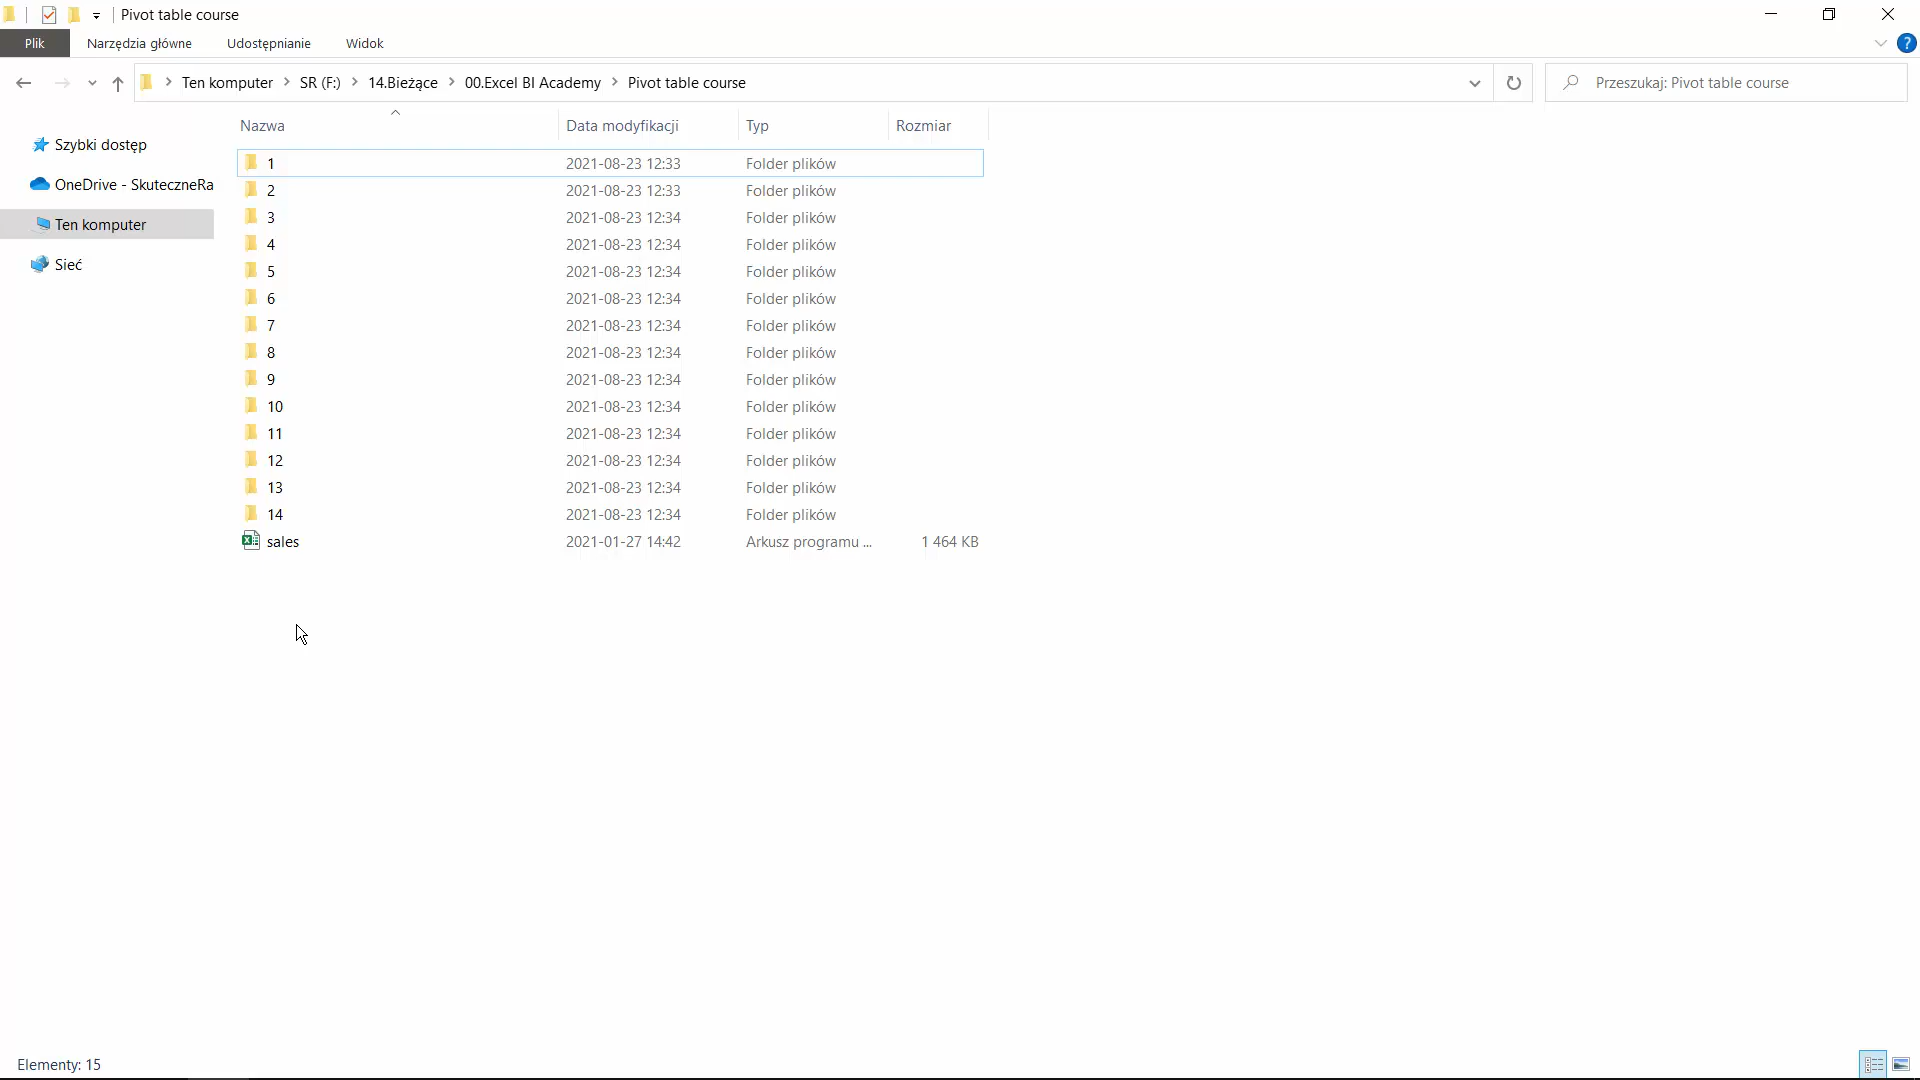 Pivot table course
Plik Narzędzia główne Udostępnianie Widok
Ten komputer SR (F:) 14.Bieżące 00.Excel BI Academy Pivot table course Przeszukaj: Pivot table course
Szybki dostęp
OneDrive - SkuteczneRa
Ten komputer
Sieć
Nazwa Data modyfikacji Typ Rozmiar
1 2021-08-23 12:33 Folder plików
2 2021-08-23 12:33 Folder plików
3 2021-08-23 12:34 Folder plików
4 2021-08-23 12:34 Folder plików
5 2021-08-23 12:34 Folder plików
6 2021-08-23 12:34 Folder plików
7 2021-08-23 12:34 Folder plików
8 2021-08-23 12:34 Folder plików
9 2021-08-23 12:34 Folder plików
10 2021-08-23 12:34 Folder plików
11 2021-08-23 12:34 Folder plików
12 2021-08-23 12:34 Folder plików
13 2021-08-23 12:34 Folder plików
14 2021-08-23 12:34 Folder plików
sales 2021-01-27 14:42 Arkusz programu ... 1 464 KB
Elementy: 15